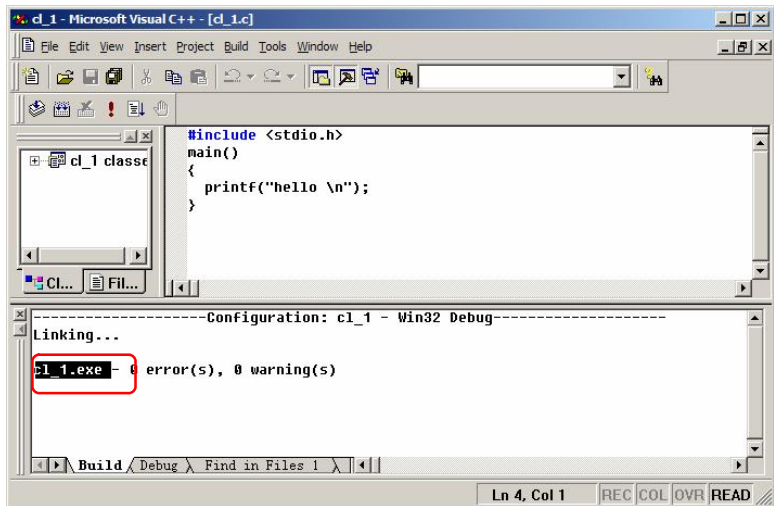 cl_1 - Microsoft Visual C++ - [cl_1.c]
File Edit View Insert Project Build Tools Window Help
#include <stdio.h>
main()
{
printf("hello \n");
}
cl_1 classe
Cl... Fil...
--------------------Configuration: cl_1 - Win32 Debug--------------------
Linking...
cl_1.exe - 0 error(s), 0 warning(s)
Build Debug Find in Files 1
Ln 4, Col 1 REC COL OVR READ